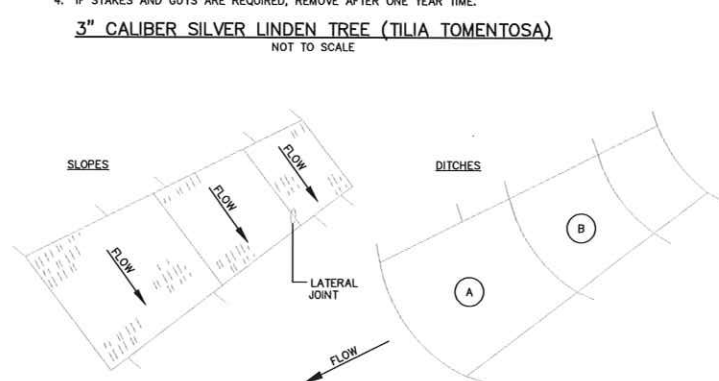 4. IF STAKES AND GUYS ARE REQUIRED, REMOVE AFTER ONE YEAR TIME.
3" CALIBER SILVER LINDEN TREE (TILIA TOMENTOSA)
NOT TO SCALE
SLOPES
FLOW
FLOW
FLOW
LATERAL
JOINT
DITCHES
A
B
FLOW